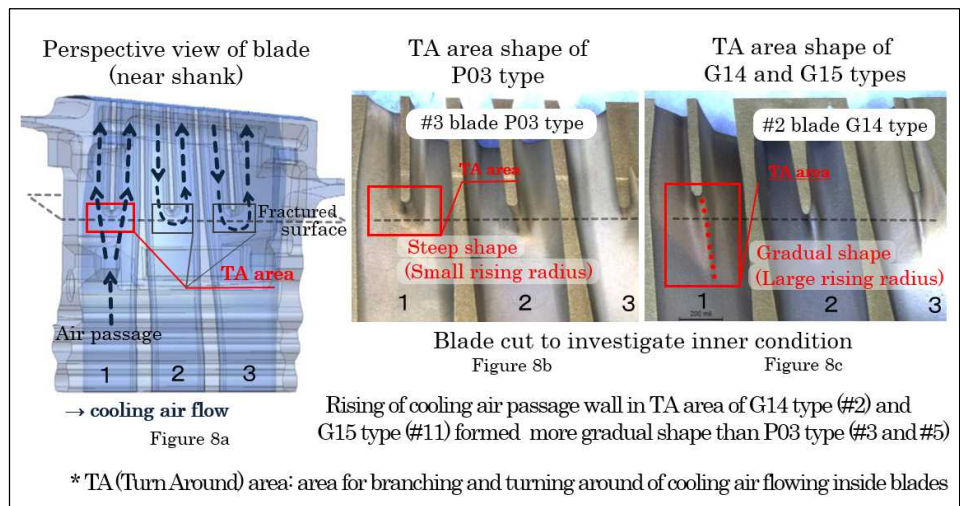 Perspective view of blade
(near shank)
Fractured
surface
TA area
Air passage
1
2
3
→ cooling air flow
Figure 8a
TA area shape of
P03 type
#3 blade P03 type
TA area
Steep shape
(Small rising radius)
1
2
3
TA area shape of
G14 and G15 types
#2 blade G14 type
TA area
Gradual shape
(Large rising radius)
1
200 mil
2
3
Blade cut to investigate inner condition
Figure 8b
Figure 8c
Rising of cooling air passage wall in TA area of G14 type (#2) and
G15 type (#11) formed more gradual shape than P03 type (#3 and #5)
* TA (Turn Around) area: area for branching and turning around of cooling air flowing inside blades